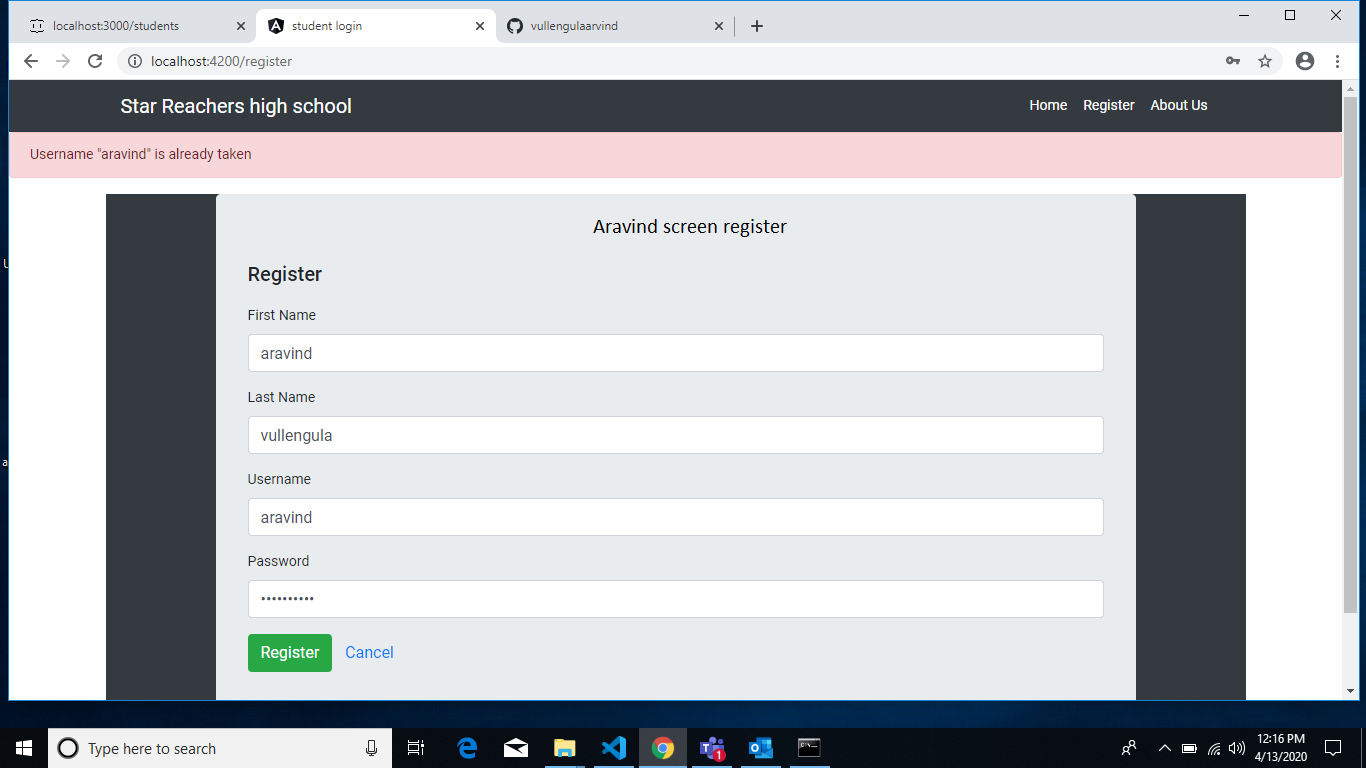 localhost:3000/students
student login
vullengulaarvind
localhost:4200/register
Star Reachers high school
Home Register About Us
Username "aravind" is already taken
Aravind screen register
Register
First Name
aravind
Last Name
vullengula
Username
aravind
Password
••••••••••
Register Cancel
Type here to search
1
12:16 PM
4/13/2020